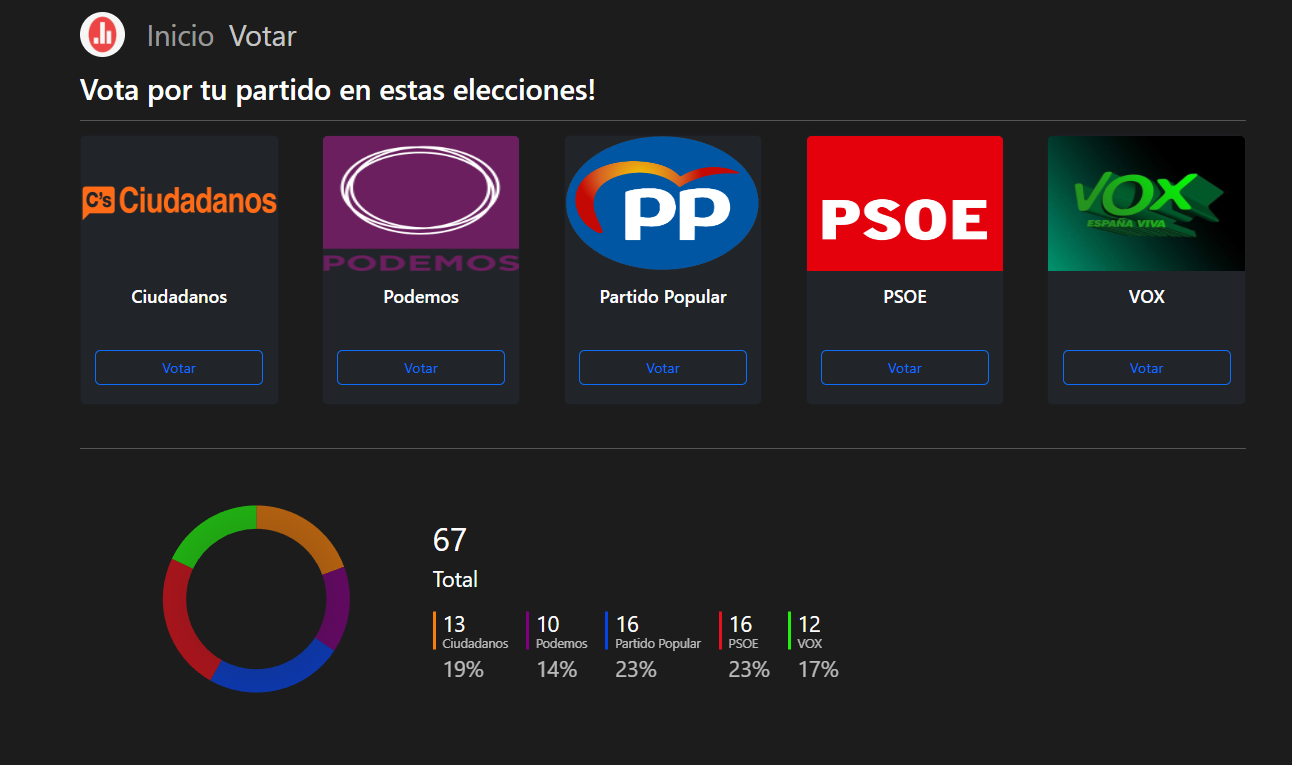 Inicio Votar
Vota por tu partido en estas elecciones!
C's Ciudadanos
PODEMOS
PP
PSOE
VOX
ESPAÑA VIVA
Ciudadanos
Podemos
Partido Popular
PSOE
VOX
Votar
Votar
Votar
Votar
Votar
67
Total
13
10
16
16
12
Ciudadanos
Podemos
Partido Popular
PSOE
VOX
19%
14%
23%
23%
17%